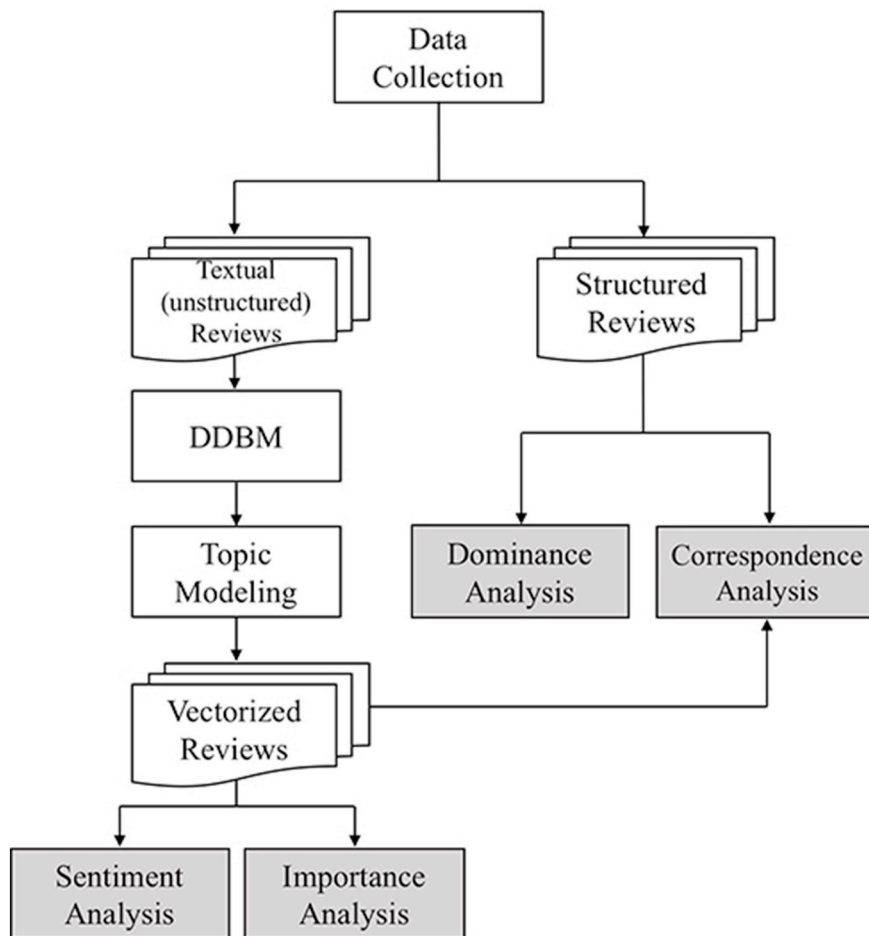 Data
Collection
Textual
(unstructured)
Reviews
Structured
Reviews
DDBM
Topic
Modeling
Dominance
Analysis
Correspondence
Analysis
Vectorized
Reviews
Sentiment
Analysis
Importance
Analysis